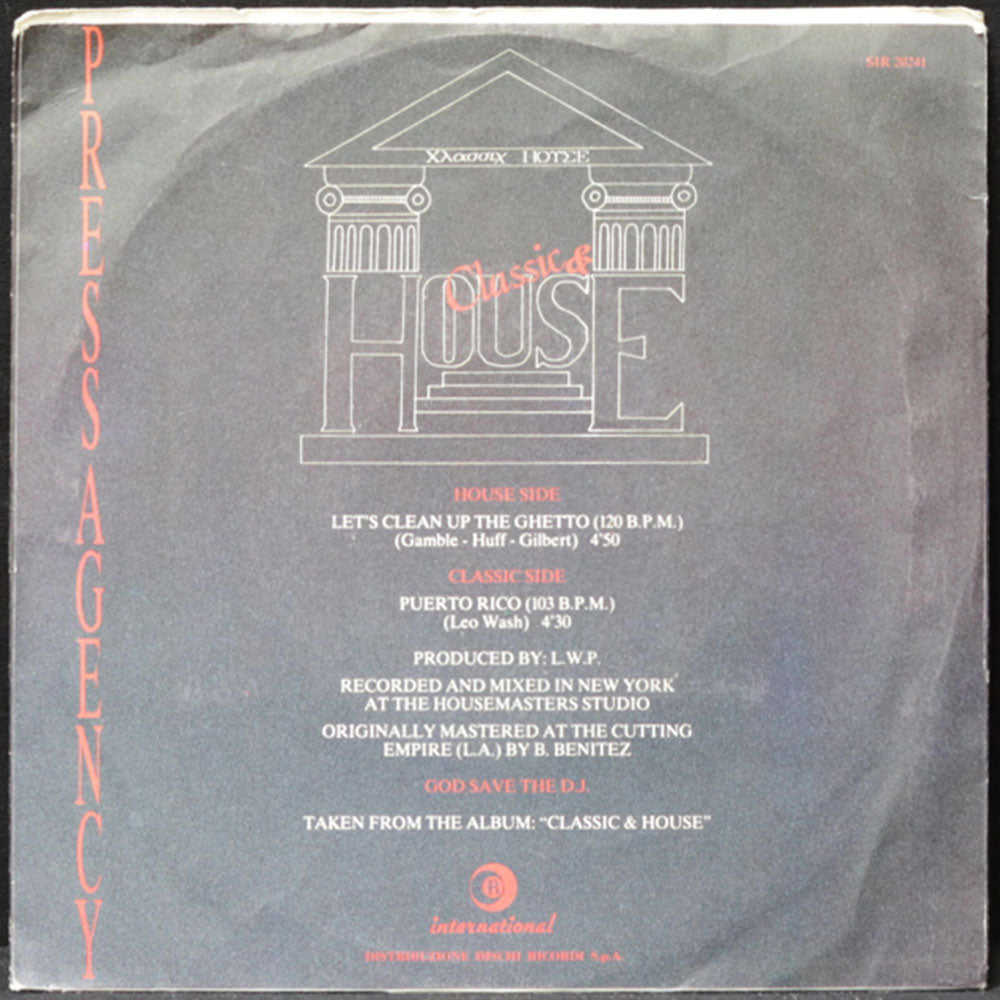 PRESS AGENCY
SIR 20241
Χλασσιχ ΗΟΥΣΕ
Classic &
HOUSE
HOUSE SIDE
LET'S CLEAN UP THE GHETTO (120 B.P.M.)
(Gamble - Huff - Gilbert) 4'50
CLASSIC SIDE
PUERTO RICO (103 B.P.M.)
(Leo Wash) 4'30
PRODUCED BY: L.W.P.
RECORDED AND MIXED IN NEW YORK
AT THE HOUSEMASTERS STUDIO
ORIGINALLY MASTERED AT THE CUTTING
EMPIRE (L.A.) BY B. BENITEZ
GOD SAVE THE D.J.
TAKEN FROM THE ALBUM: "CLASSIC & HOUSE"
R
international
DISTRIBUZIONE DISCHI RICORDI S.p.A.